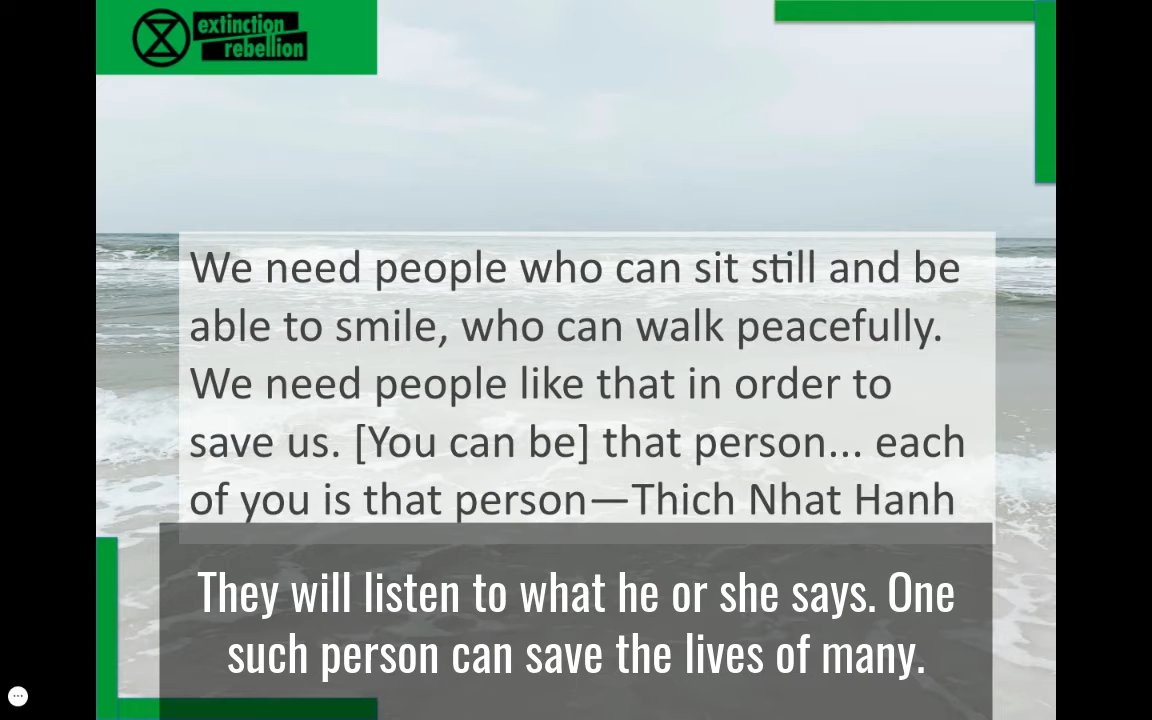 extinction
rebellion
We need people who can sit still and be
able to smile, who can walk peacefully.
We need people like that in order to
save us. [You can be] that person... each
of you is that person—Thich Nhat Hanh
They will listen to what he or she says. One
such person can save the lives of many.